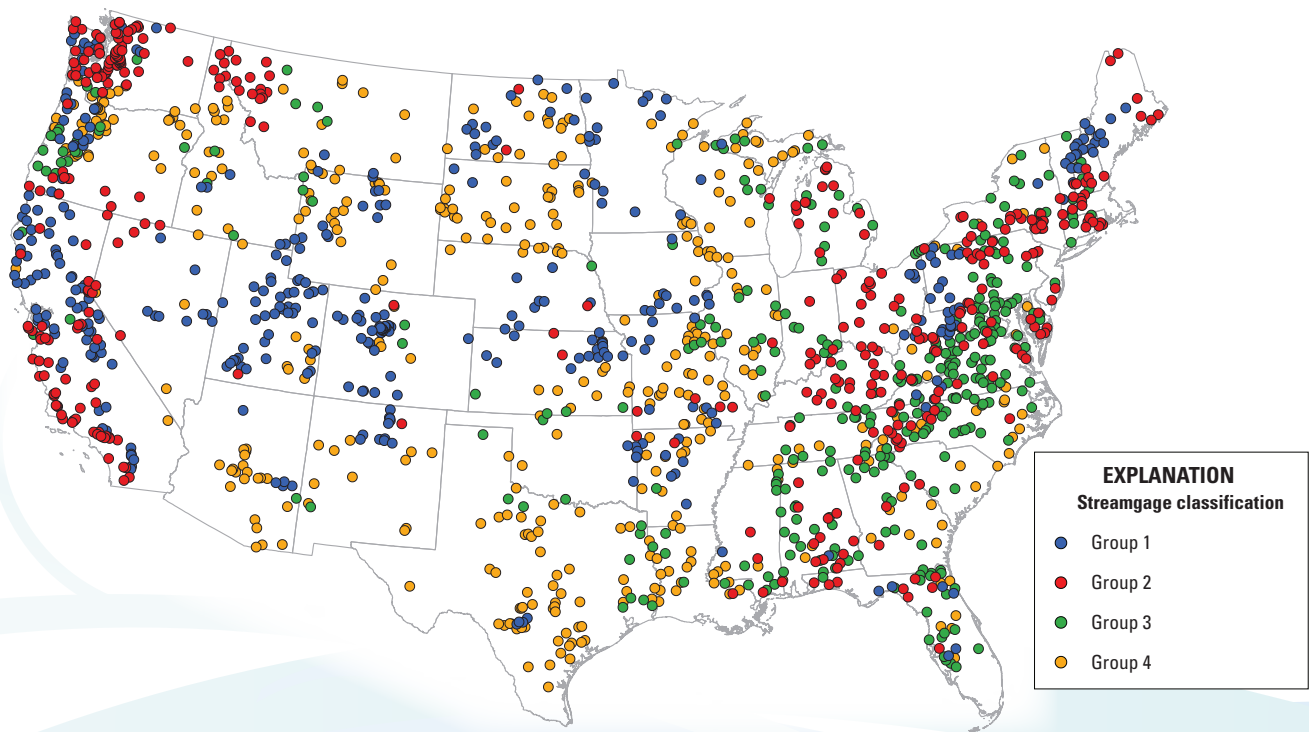 EXPLANATION
Streamgage classification
Group 1
Group 2
Group 3
Group 4